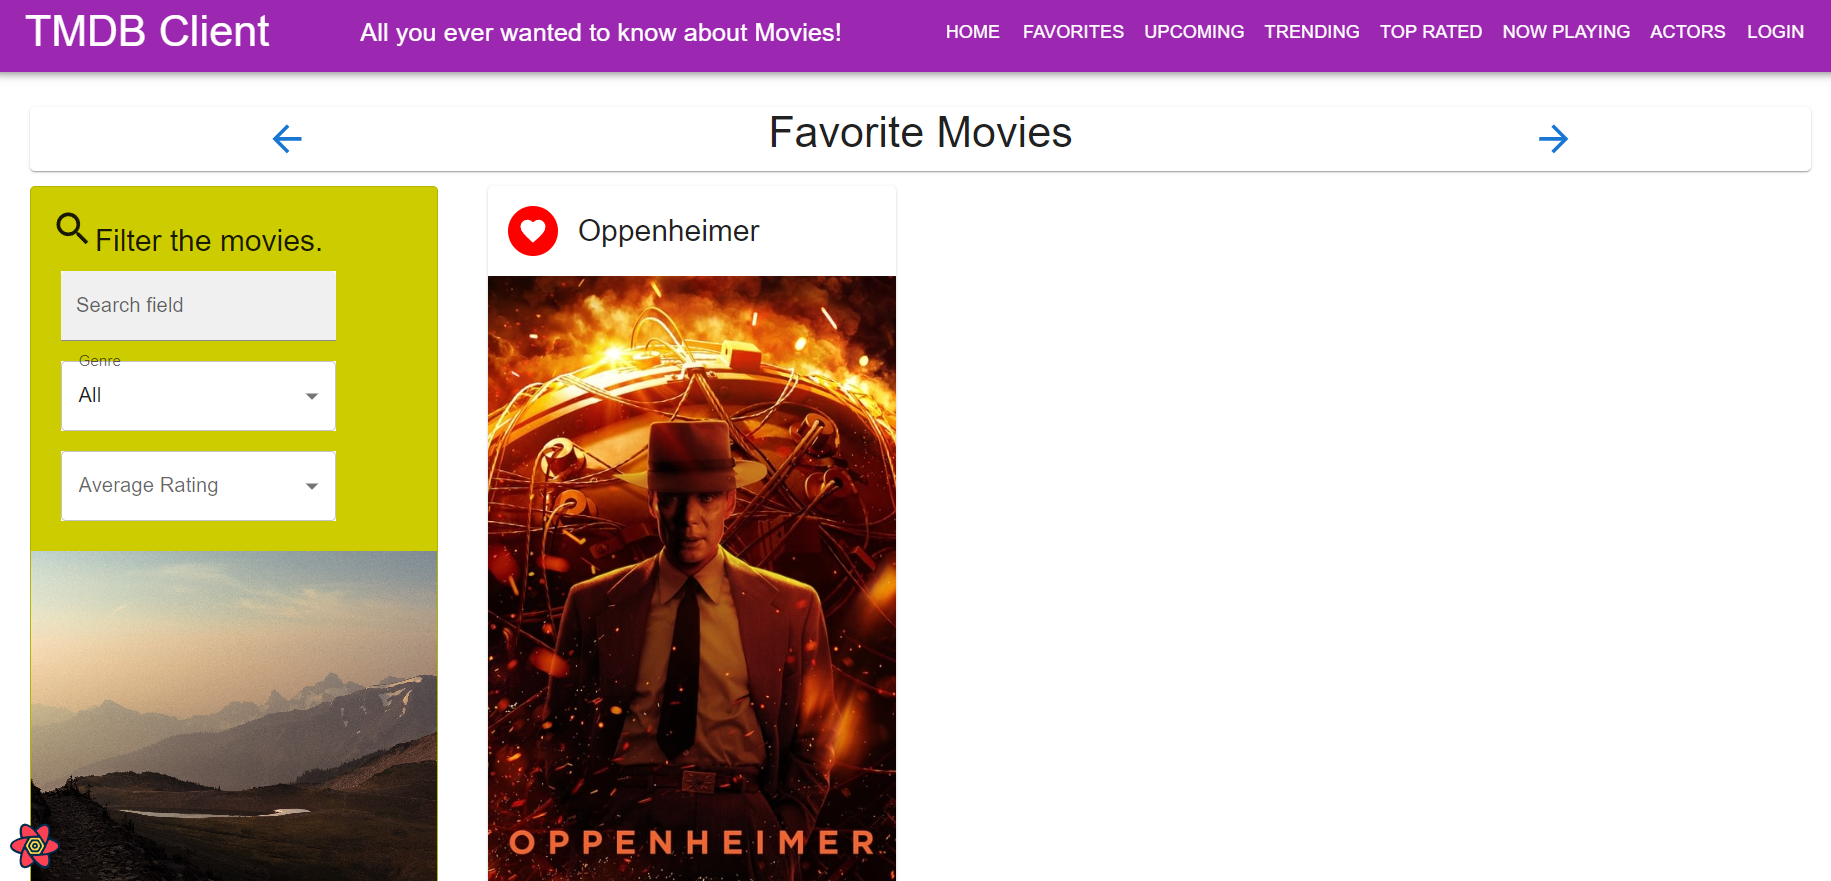 TMDB Client
All you ever wanted to know about Movies!
HOME FAVORITES UPCOMING TRENDING TOP RATED NOW PLAYING ACTORS LOGIN
Favorite Movies
Filter the movies.
Search field
Genre
All
Average Rating
Oppenheimer
OPPENHEIMER